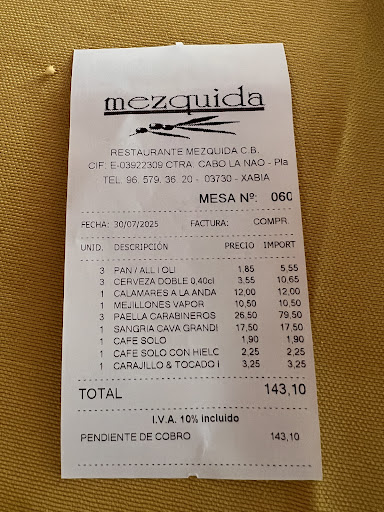 mezquida
RESTAURANTE MEZQUIDA C.B.
CIF: E-03922309 CTRA. CABO LA NAO - Pla
TEL. 96. 579. 36. 20 - 03730 - XABIA
MESA Nº: 060
FECHA: 30/07/2025 FACTURA: COMPR.
UNID. DESCRIPCIÓN PRECIO IMPORT
3 PAN / ALL I OLI 1,85 5,55
3 CERVEZA DOBLE 0,40cl 3,55 10,65
1 CALAMARES A LA ANDA 12,00 12,00
1 MEJILLONES VAPOR 10,50 10,50
3 PAELLA CARABINEROS 26,50 79,50
1 SANGRIA CAVA GRANDI 17,50 17,50
1 CAFE SOLO 1,90 1,90
1 CAFE SOLO CON HIELC 2,25 2,25
1 CARAJILLO & TOCADO I 3,25 3,25
TOTAL 143,10
I.V.A. 10% incluido
PENDIENTE DE COBRO 143,10